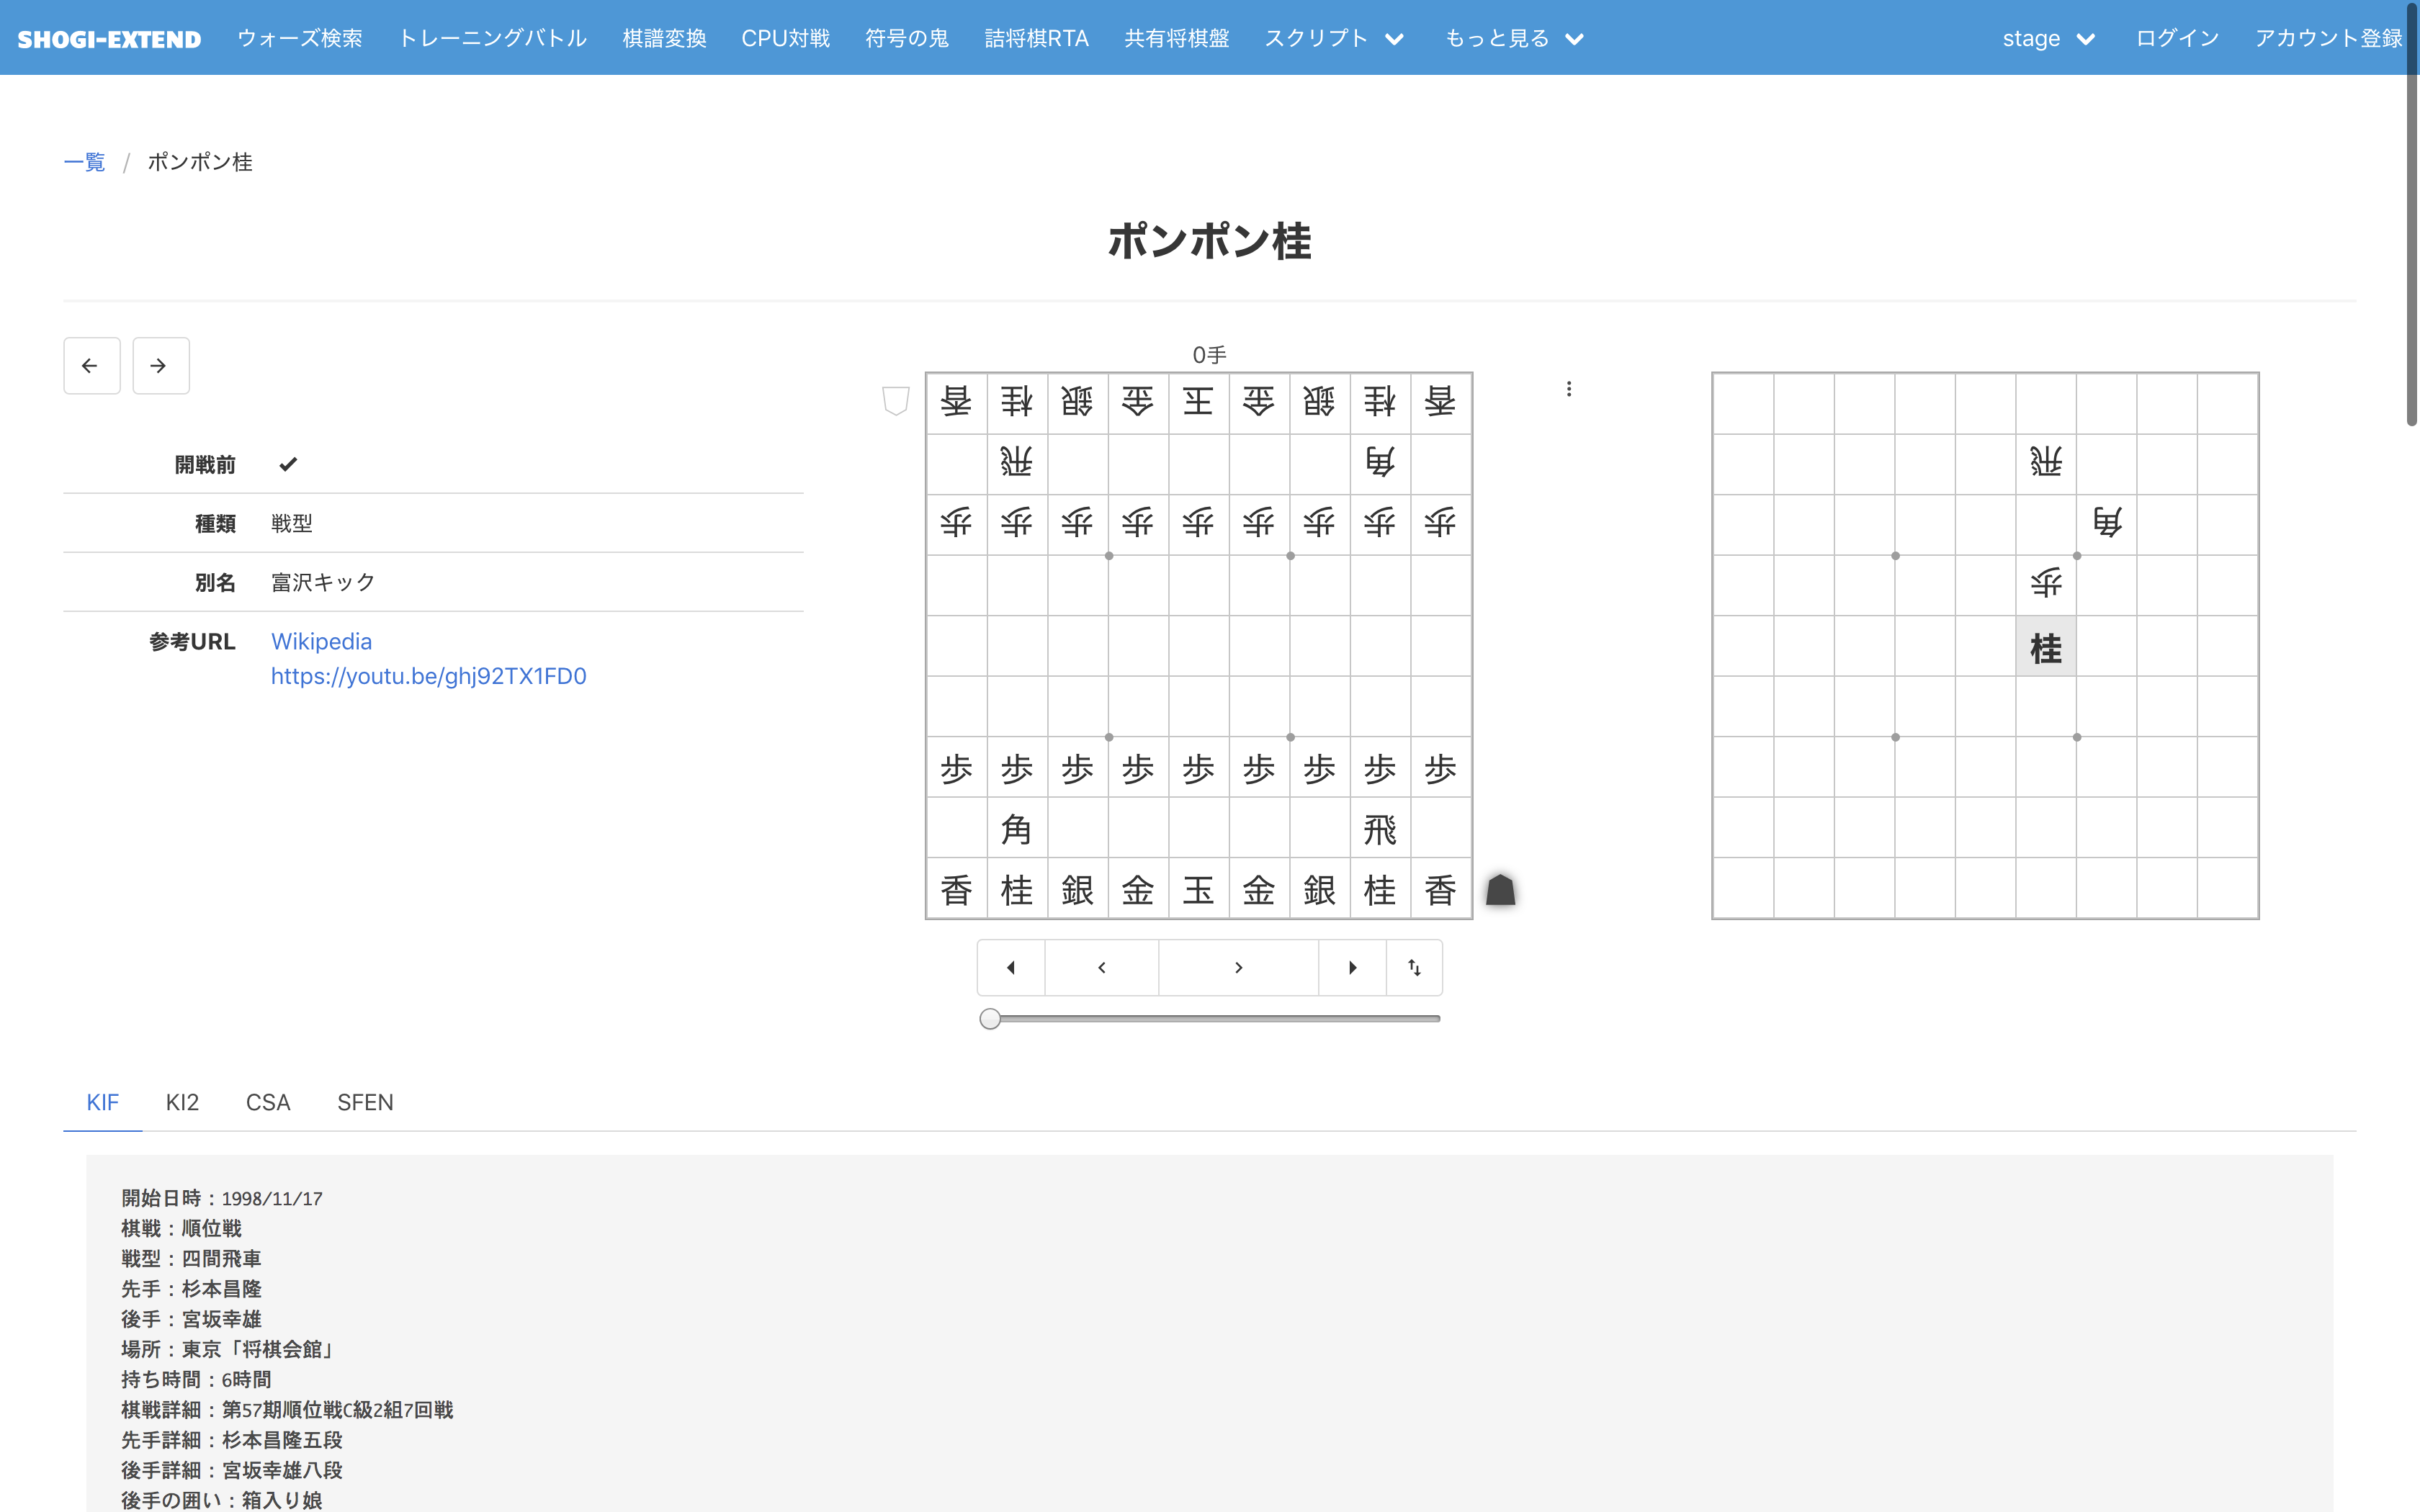 SHOGI-EXTEND ウォーズ検索 トレーニングバトル 棋譜変換 CPU対戦 符号の鬼 詰将棋RTA 共有将棋盤 スクリプト もっと見る stage ログイン アカウント登録
一覧 / ポンポン桂
ポンポン桂
開戦前
種類 戦型
別名 富沢キック
参考URL Wikipedia
https://youtu.be/ghj92TX1FD0
0手
香 桂 銀 金 王 金 銀 桂 香
飛 角
歩 歩 歩 歩 歩 歩 歩 歩 歩
歩 歩 歩 歩 歩 歩 歩 歩 歩
角 飛
香 桂 銀 金 玉 金 銀 桂 香
飛
角
歩
桂
KIF KI2 CSA SFEN
開始日時：1998/11/17
棋戦：順位戦
戦型：四間飛車
先手：杉本昌隆
後手：宮坂幸雄
場所：東京「将棋会館」
持ち時間：6時間
棋戦詳細：第57期順位戦C級2組7回戦
先手詳細：杉本昌隆五段
後手詳細：宮坂幸雄八段
後手の囲い：箱入り娘